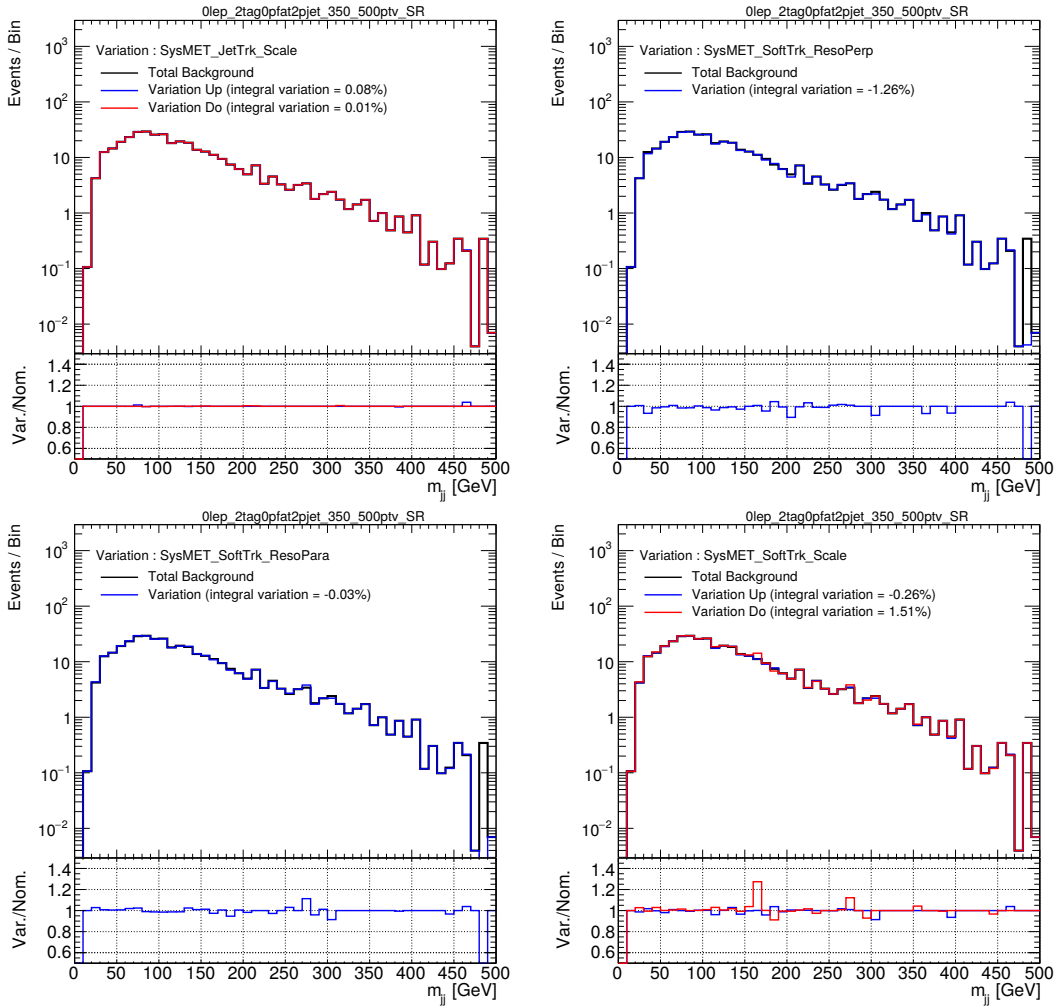 0lep_2tag0pfat2pjet_350_500ptv_SR
Events / Bin
10³
10²
10
1
10⁻¹
10⁻²
Variation : SysMET_JetTrk_Scale
Total Background
Variation Up (integral variation = 0.08%)
Variation Do (integral variation = 0.01%)
Var./Nom.
1.4
1.2
1
0.8
0.6
0 50 100 150 200 250 300 350 400 450 500
m_jj [GeV]
0lep_2tag0pfat2pjet_350_500ptv_SR
Events / Bin
10³
10²
10
1
10⁻¹
10⁻²
Variation : SysMET_SoftTrk_ResoPerp
Total Background
Variation (integral variation = -1.26%)
Var./Nom.
1.4
1.2
1
0.8
0.6
0 50 100 150 200 250 300 350 400 450 500
m_jj [GeV]
0lep_2tag0pfat2pjet_350_500ptv_SR
Events / Bin
10³
10²
10
1
10⁻¹
10⁻²
Variation : SysMET_SoftTrk_ResoPara
Total Background
Variation (integral variation = -0.03%)
Var./Nom.
1.4
1.2
1
0.8
0.6
0 50 100 150 200 250 300 350 400 450 500
m_jj [GeV]
0lep_2tag0pfat2pjet_350_500ptv_SR
Events / Bin
10³
10²
10
1
10⁻¹
10⁻²
Variation : SysMET_SoftTrk_Scale
Total Background
Variation Up (integral variation = -0.26%)
Variation Do (integral variation = 1.51%)
Var./Nom.
1.4
1.2
1
0.8
0.6
0 50 100 150 200 250 300 350 400 450 500
m_jj [GeV]